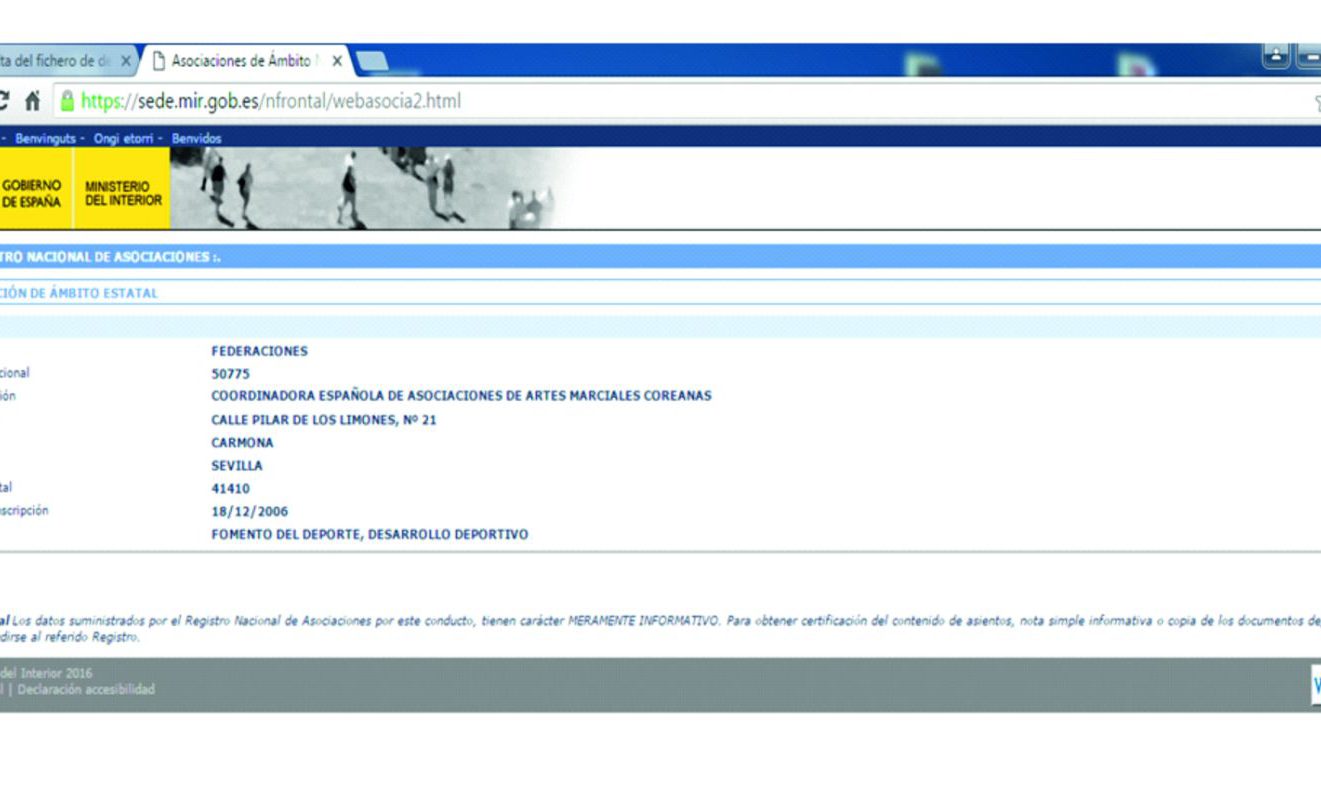 ta del fichero de de
Asociaciones de Ámbito
https://sede.mir.gob.es/nfrontal/webasocia2.html
- Benvinguts - Ongi etorri - Benvidos
GOBIERNO DE ESPAÑA
MINISTERIO DEL INTERIOR
TRO NACIONAL DE ASOCIACIONES :.
CIÓN DE ÁMBITO ESTATAL
FEDERACIONES
cional 50775
ión COORDINADORA ESPAÑOLA DE ASOCIACIONES DE ARTES MARCIALES COREANAS
CALLE PILAR DE LOS LIMONES, Nº 21
CARMONA
SEVILLA
tal 41410
scripción 18/12/2006
FOMENTO DEL DEPORTE, DESARROLLO DEPORTIVO
al Los datos suministrados por el Registro Nacional de Asociaciones por este conducto, tienen carácter MERAMENTE INFORMATIVO. Para obtener certificación del contenido de asientos, nota simple informativa o copia de los documentos de
dirse al referido Registro.
del Interior 2016
l | Declaración accesibilidad